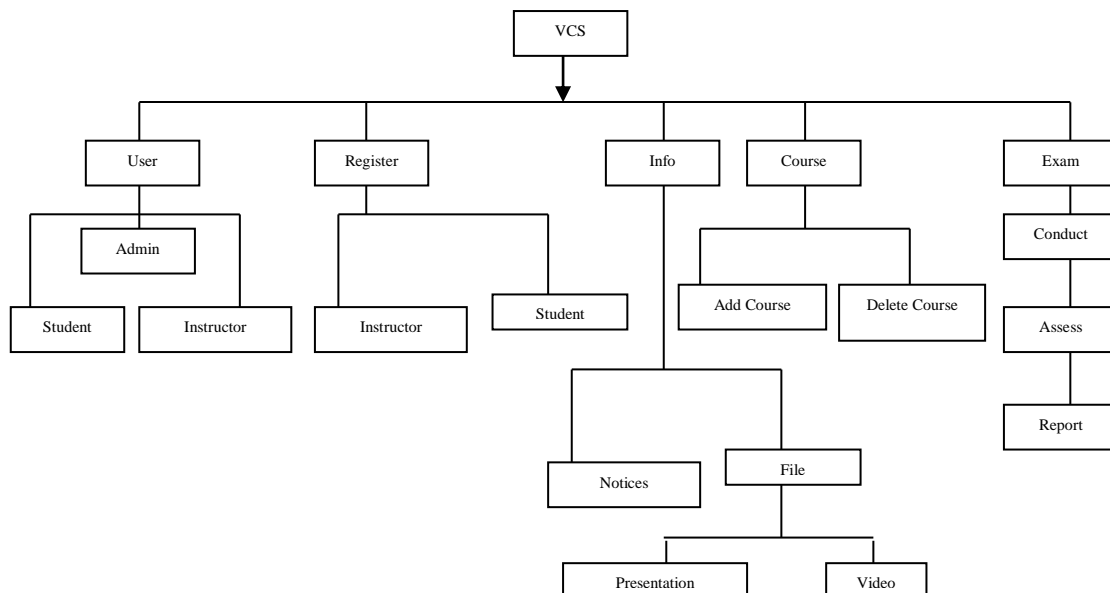 VCS
User
Register
Info
Course
Exam
Admin
Conduct
Student
Instructor
Instructor
Student
Add Course
Delete Course
Assess
Report
Notices
File
Presentation
Video